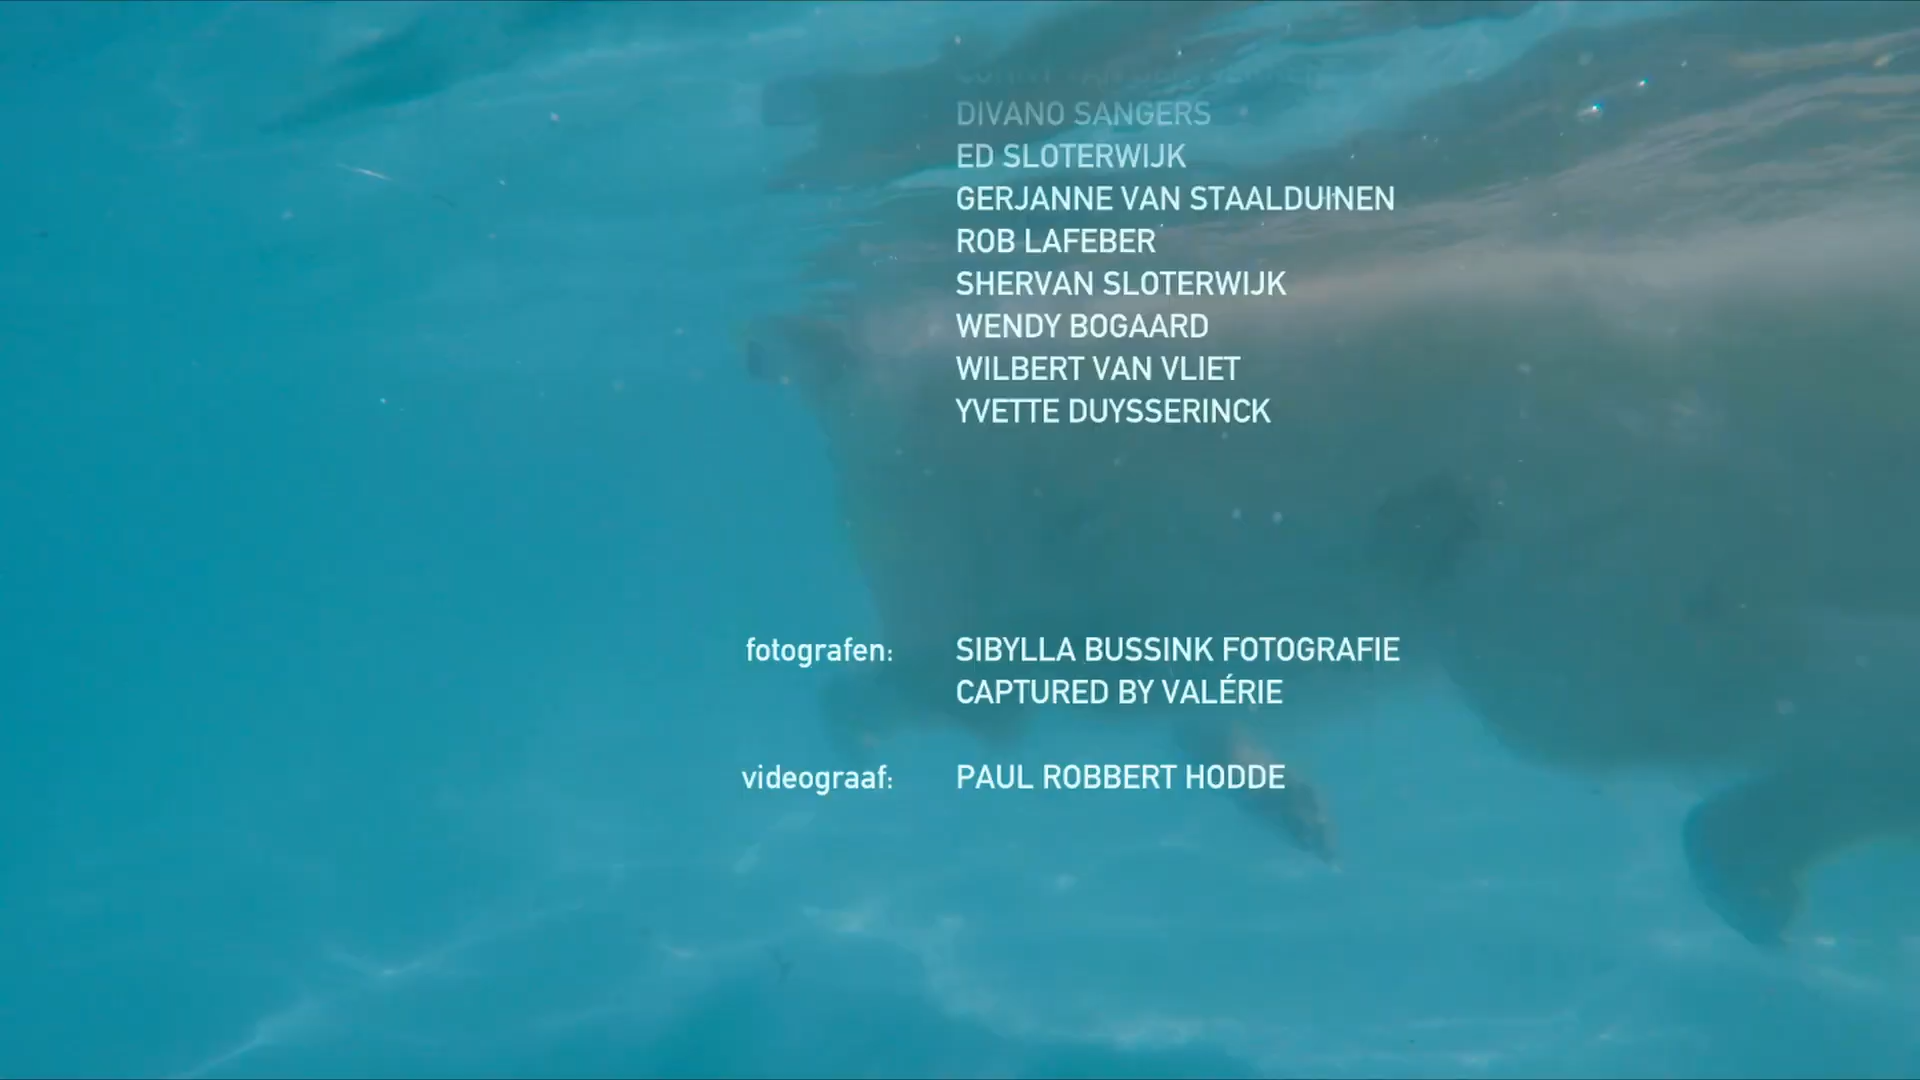 DIVANO SANGERS
ED SLOTERWIJK
GERJANNE VAN STAALDUINEN
ROB LAFEBER
SHERVAN SLOTERWIJK
WENDY BOGAARD
WILBERT VAN VLIET
YVETTE DUYSSERINCK
fotografen: SIBYLLA BUSSINK FOTOGRAFIE
CAPTURED BY VALÉRIE
videograaf: PAUL ROBBERT HODDE